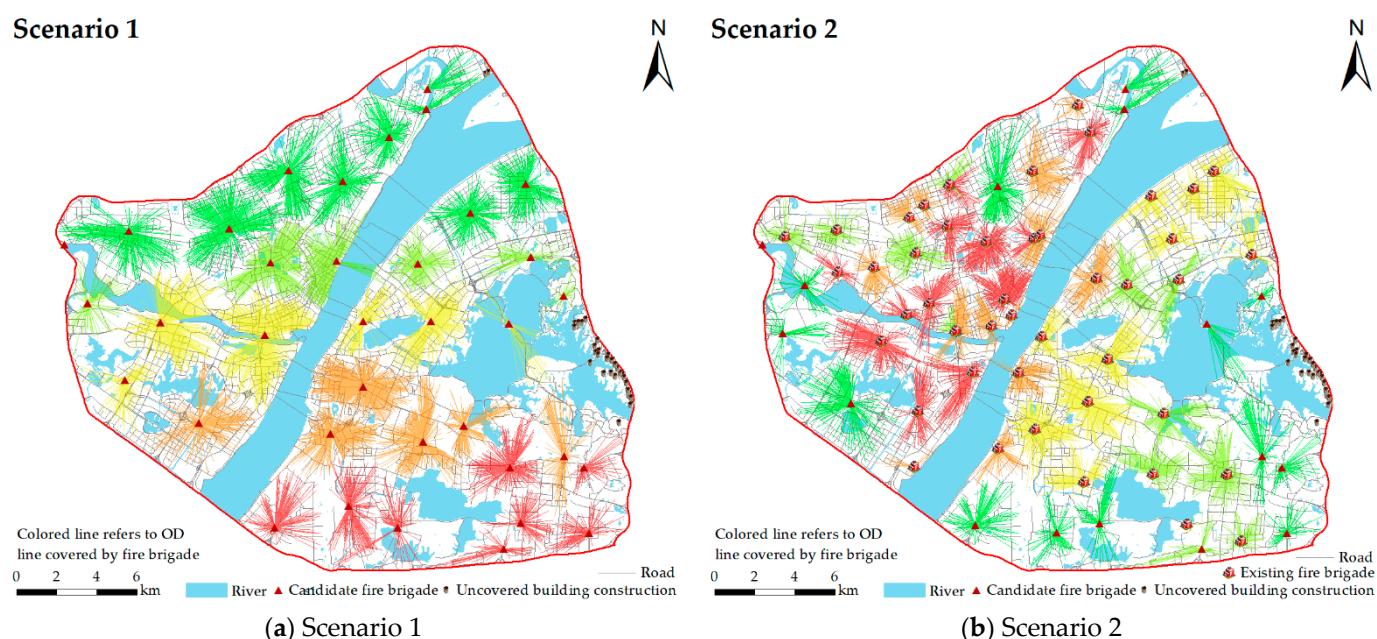 Scenario 1
N
Colored line refers to OD
line covered by fire brigade
0 2 4 6
km
Road
River
Candidate fire brigade
Uncovered building construction
(a) Scenario 1
Scenario 2
N
Colored line refers to OD
line covered by fire brigade
0 2 4 6
km
Road
Existing fire brigade
River
Candidate fire brigade
Uncovered building construction
(b) Scenario 2